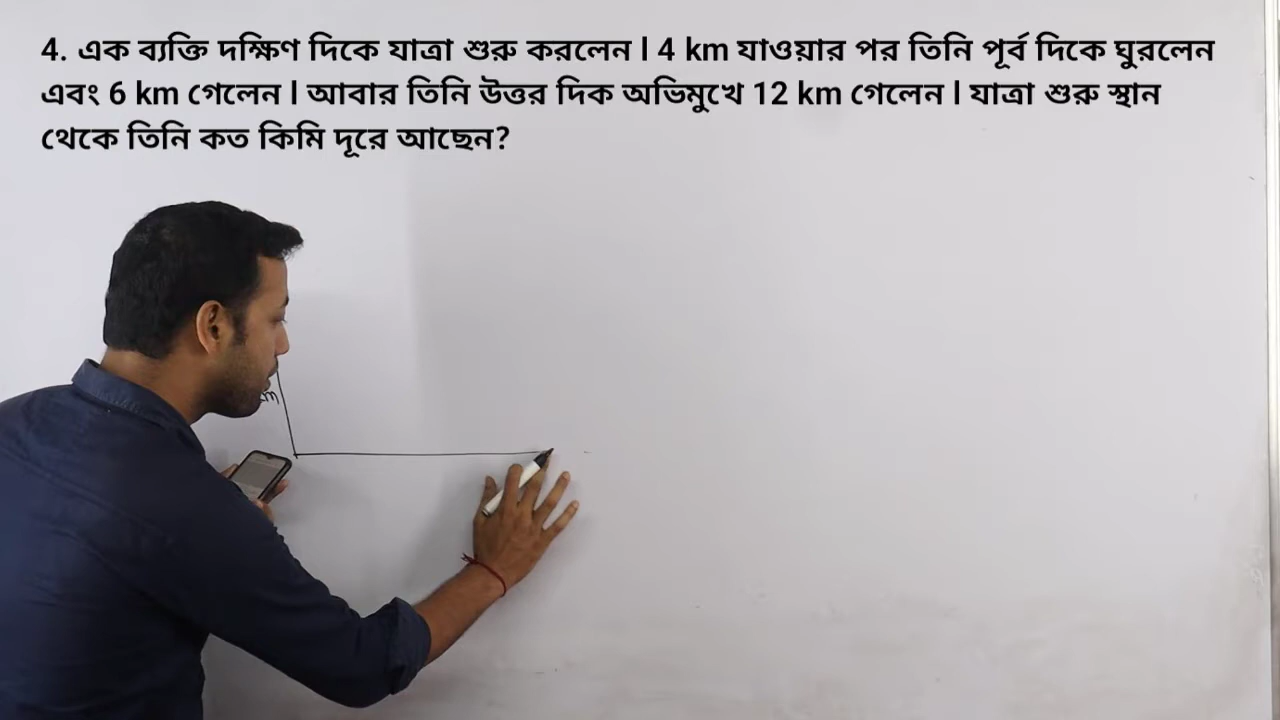 4. এক ব্যক্তি দক্ষিণ দিকে যাত্রা শুরু করলেন l 4 km যাওয়ার পর তিনি পূর্ব দিকে ঘুরলেন
এবং 6 km গেলেন l আবার তিনি উত্তর দিক অভিমুখে 12 km গেলেন l যাত্রা শুরু স্থান
থেকে তিনি কত কিমি দূরে আছেন?